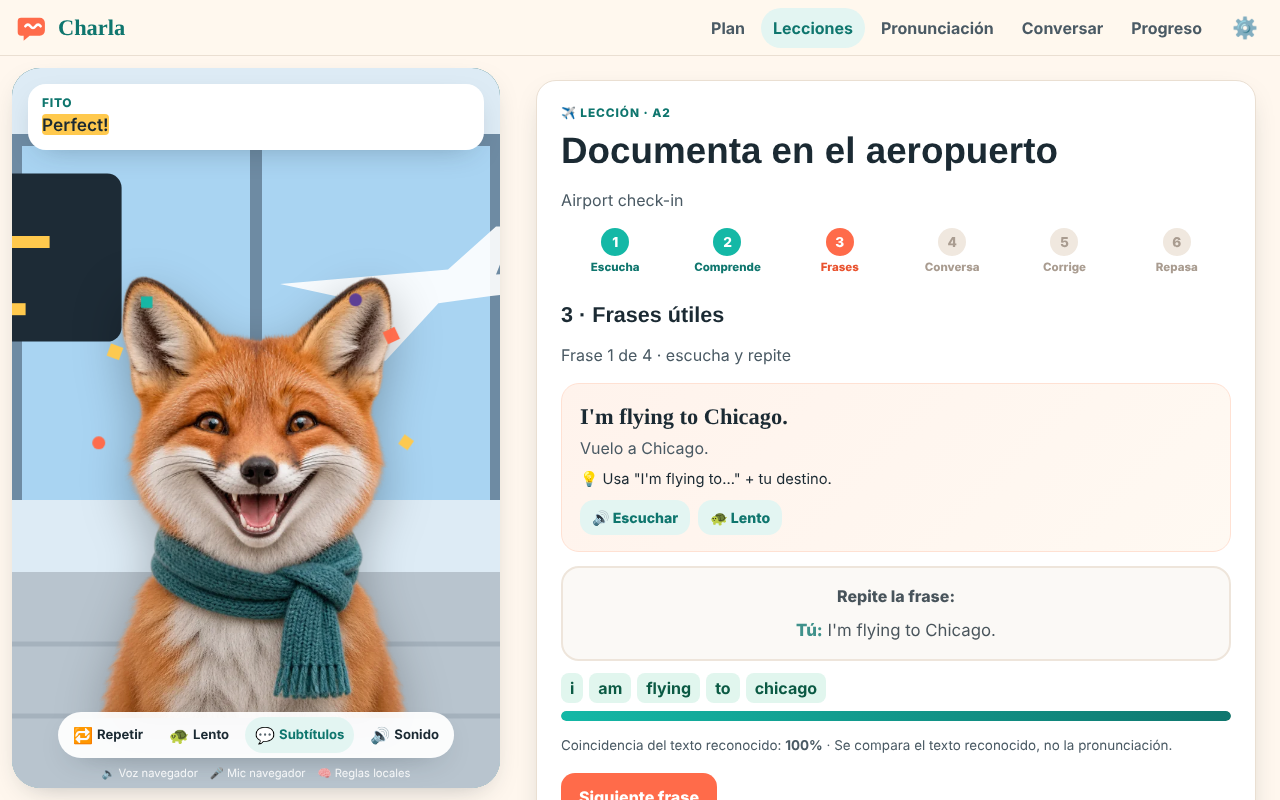 Charla
Plan
Lecciones
Pronunciación
Conversar
Progreso
FITO
Perfect!
🔁 Repetir
🐢 Lento
💬 Subtítulos
🔊 Sonido
🔈 Voz navegador
🎤 Mic navegador
🧠 Reglas locales
✈️ LECCIÓN · A2
Documenta en el aeropuerto
Airport check-in
1
Escucha
2
Comprende
3
Frases
4
Conversa
5
Corrige
6
Repasa
3 · Frases útiles
Frase 1 de 4 · escucha y repite
I'm flying to Chicago.
Vuelo a Chicago.
💡 Usa "I'm flying to..." + tu destino.
🔊 Escuchar
🐢 Lento
Repite la frase:
Tú: I'm flying to Chicago.
i am flying to chicago
Coincidencia del texto reconocido: 100% · Se compara el texto reconocido, no la pronunciación.
Siguiente frase